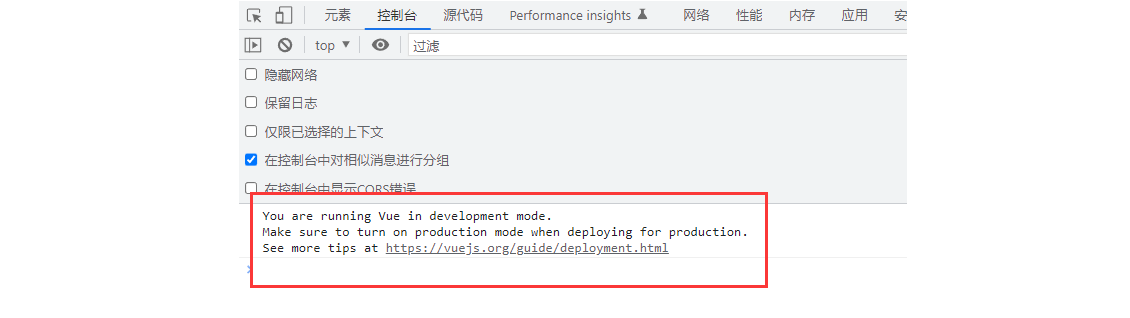 元素 控制台 源代码 Performance insights 网络 性能 内存 应用 安
top 过滤
隐藏网络
保留日志
仅限已选择的上下文
在控制台中对相似消息进行分组
在控制台中显示CORS错误
You are running Vue in development mode.
Make sure to turn on production mode when deploying for production.
See more tips at https://vuejs.org/guide/deployment.html